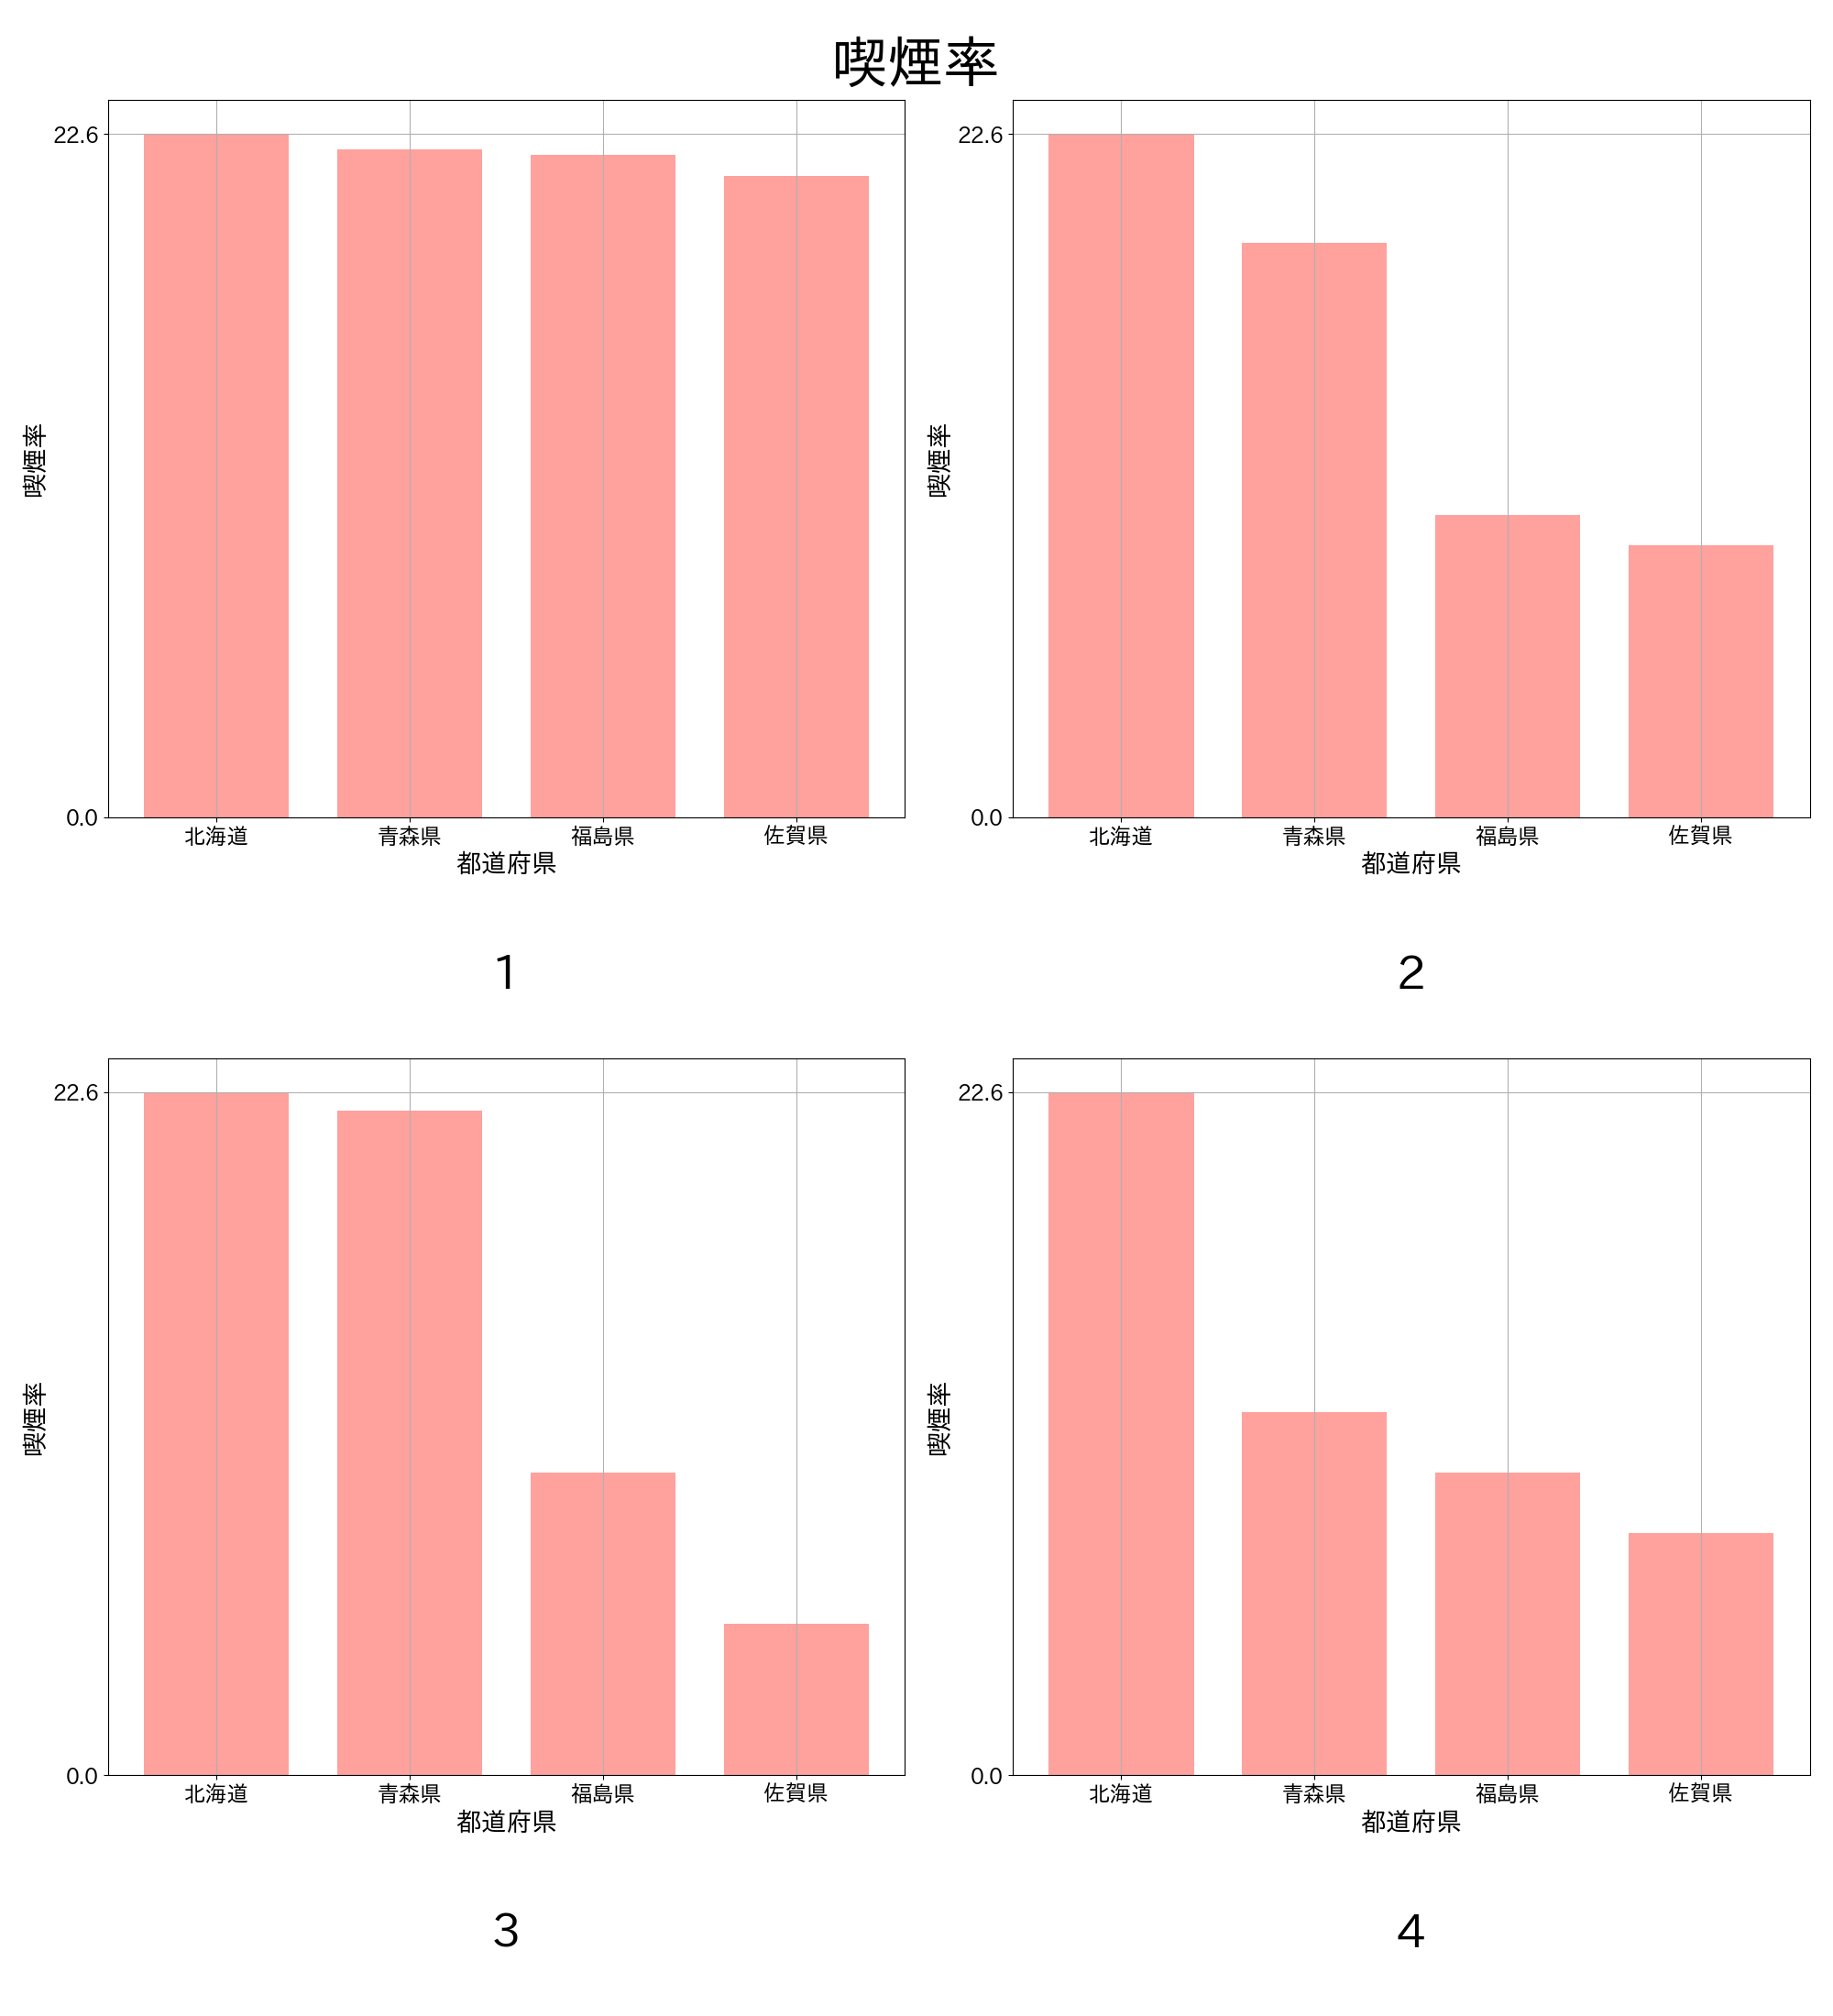 喫煙率
22.6
0.0
喫煙率
北海道 青森県 福島県 佐賀県
都道府県
1
22.6
0.0
喫煙率
北海道 青森県 福島県 佐賀県
都道府県
2
22.6
0.0
喫煙率
北海道 青森県 福島県 佐賀県
都道府県
3
22.6
0.0
喫煙率
北海道 青森県 福島県 佐賀県
都道府県
4